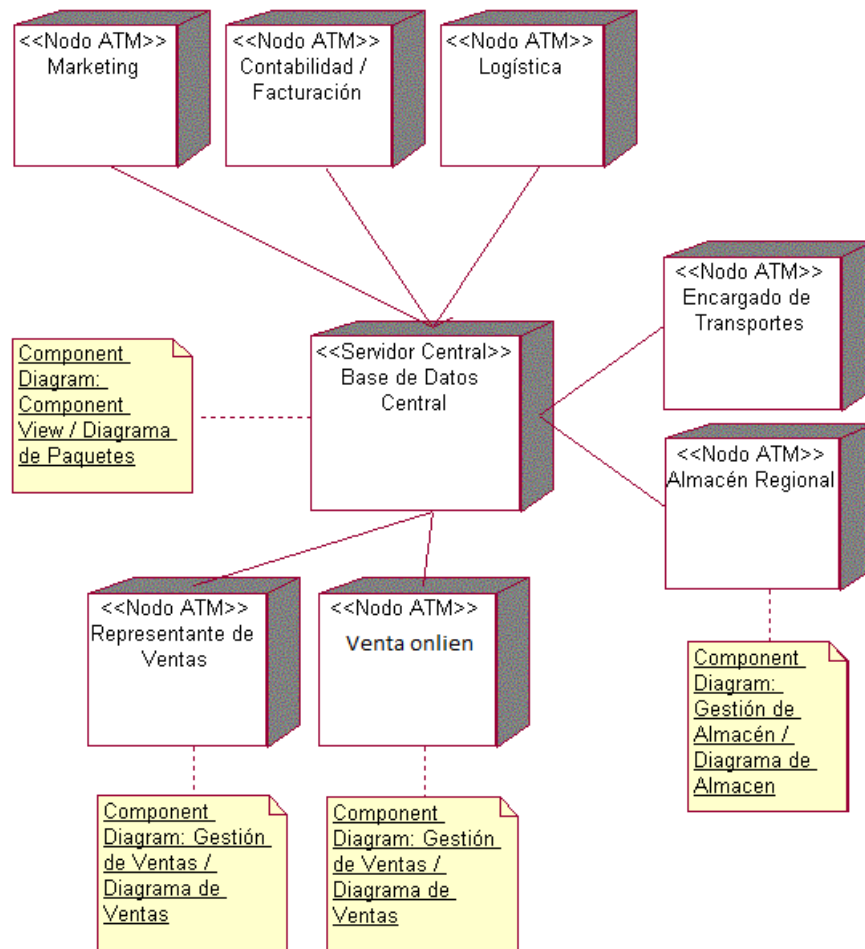 <<Nodo ATM>>
Marketing
<<Nodo ATM>>
Contabilidad /
Facturación
<<Nodo ATM>>
Logística
<<Nodo ATM>>
Encargado de
Transportes
<<Servidor Central>>
Base de Datos
Central
Component
Diagram:
Component
View / Diagrama
de Paquetes
<<Nodo ATM>>
Almacén Regional
<<Nodo ATM>>
Representante de
Ventas
<<Nodo ATM>>
Venta onlien
Component
Diagram:
Gestión de
Almacén /
Diagrama de
Almacen
Component
Diagram: Gestión
de Ventas /
Diagrama de
Ventas
Component
Diagram: Gestión
de Ventas /
Diagrama de
Ventas